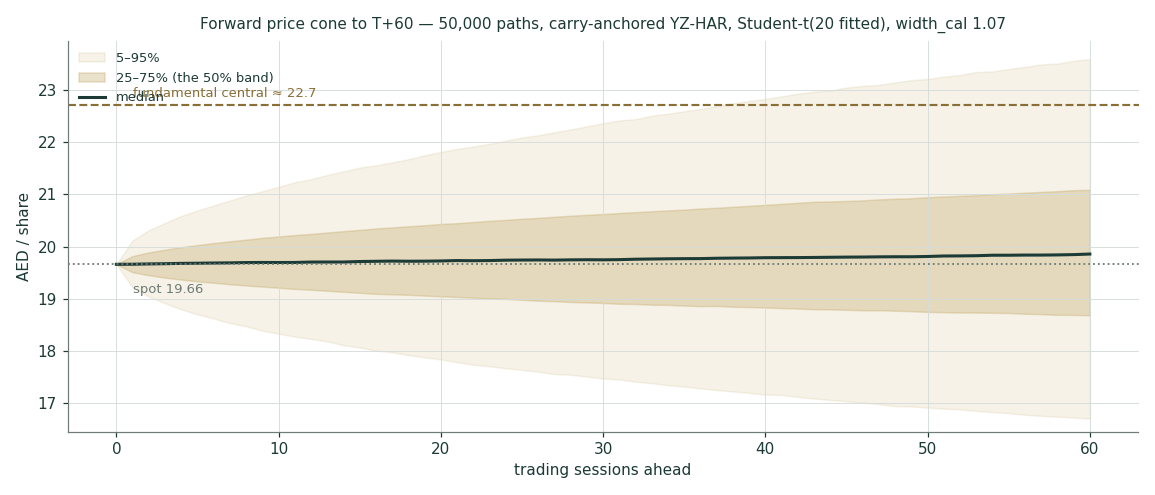 Forward price cone to T+60 — 50,000 paths, carry-anchored YZ-HAR, Student-t(20 fitted), width_cal 1.07
5–95%
25–75% (the 50% band)
median
fundamental central ≈ 22.7
spot 19.66
AED / share
23
22
21
20
19
18
17
0
10
20
30
40
50
60
trading sessions ahead